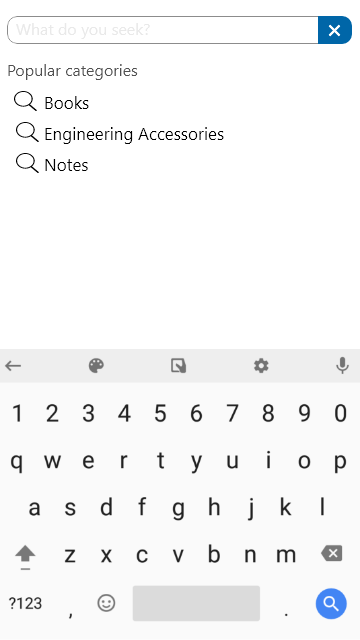 What do you seek?
Popular categories
Books
Engineering Accessories
Notes
1 2 3 4 5 6 7 8 9 0
q w e r t y u i o p
a s d f g h j k l
z x c v b n m
?123 , .